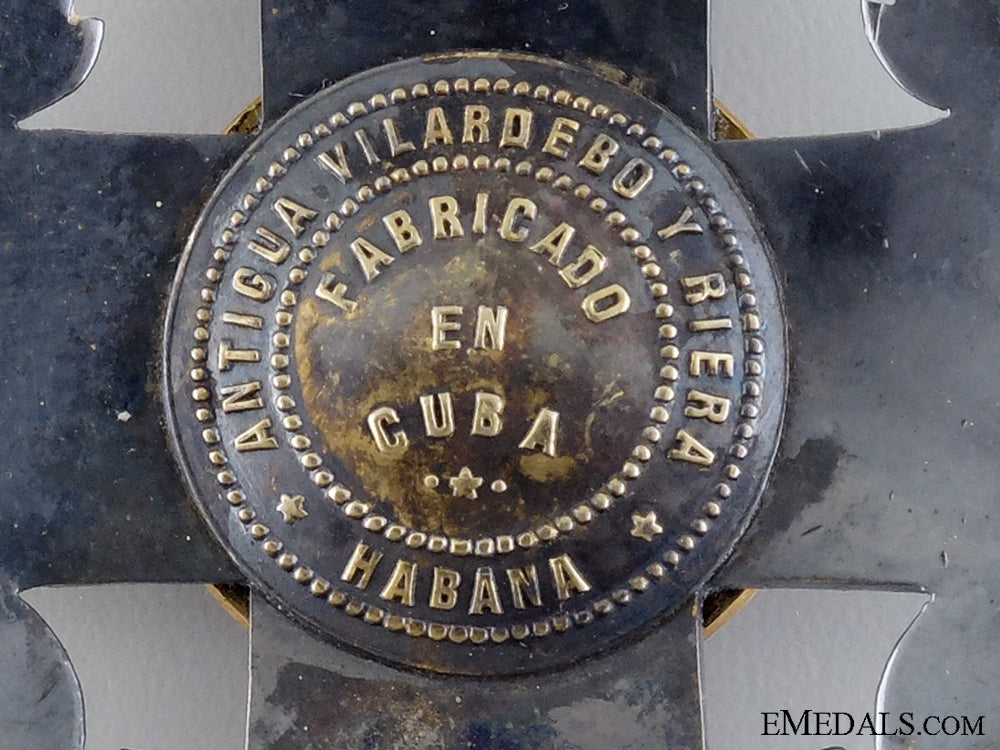 ANTIGUA VILARDEBO Y RIERA
FABRICADO
EN
CUBA
HABANA
EMEDALS.com